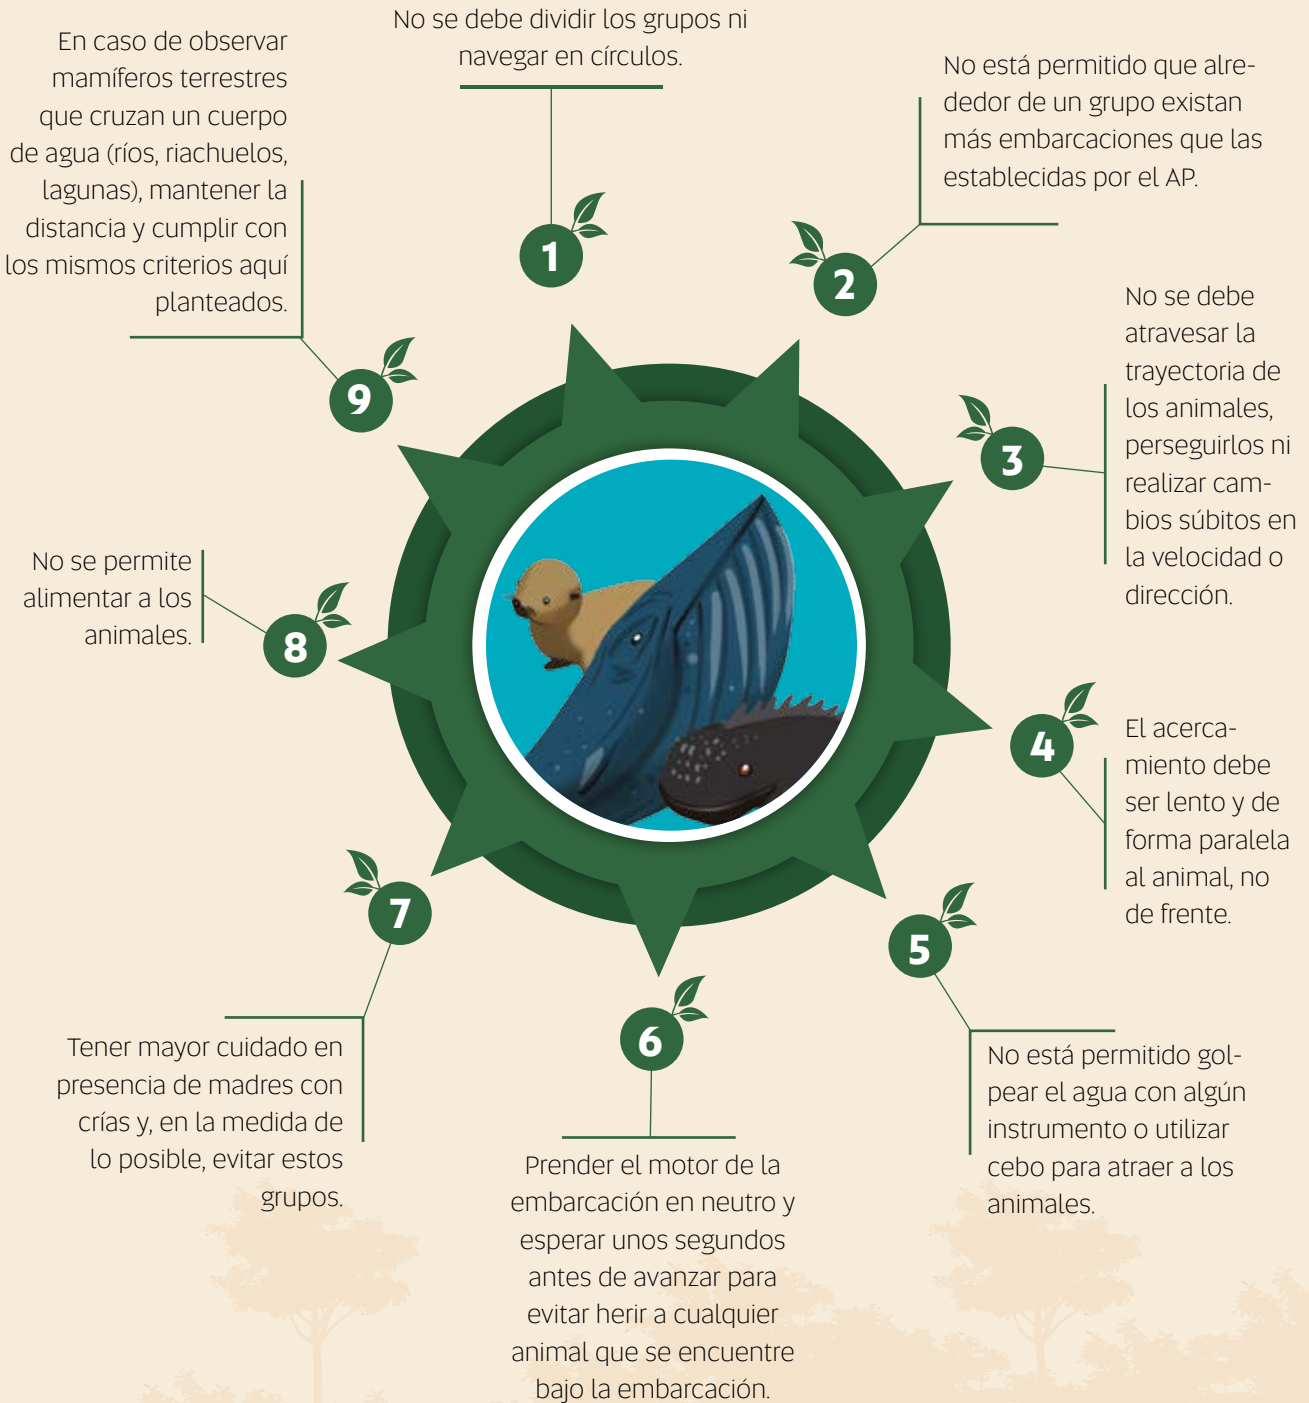 No se debe dividir los grupos ni
navegar en círculos.
1
No está permitido que alre-
dedor de un grupo existan
más embarcaciones que las
establecidas por el AP.
2
No se debe
atravesar la
trayectoria de
los animales,
perseguirlos ni
realizar cam-
bios súbitos en
la velocidad o
dirección.
3
El acerca-
miento debe
ser lento y de
forma paralela
al animal, no
de frente.
4
No está permitido gol-
pear el agua con algún
instrumento o utilizar
cebo para atraer a los
animales.
5
Prender el motor de la
embarcación en neutro y
esperar unos segundos
antes de avanzar para
evitar herir a cualquier
animal que se encuentre
bajo la embarcación.
6
Tener mayor cuidado en
presencia de madres con
crías y, en la medida de
lo posible, evitar estos
grupos.
7
No se permite
alimentar a los
animales.
8
En caso de observar
mamíferos terrestres
que cruzan un cuerpo
de agua (ríos, riachuelos,
lagunas), mantener la
distancia y cumplir con
los mismos criterios aquí
planteados.
9